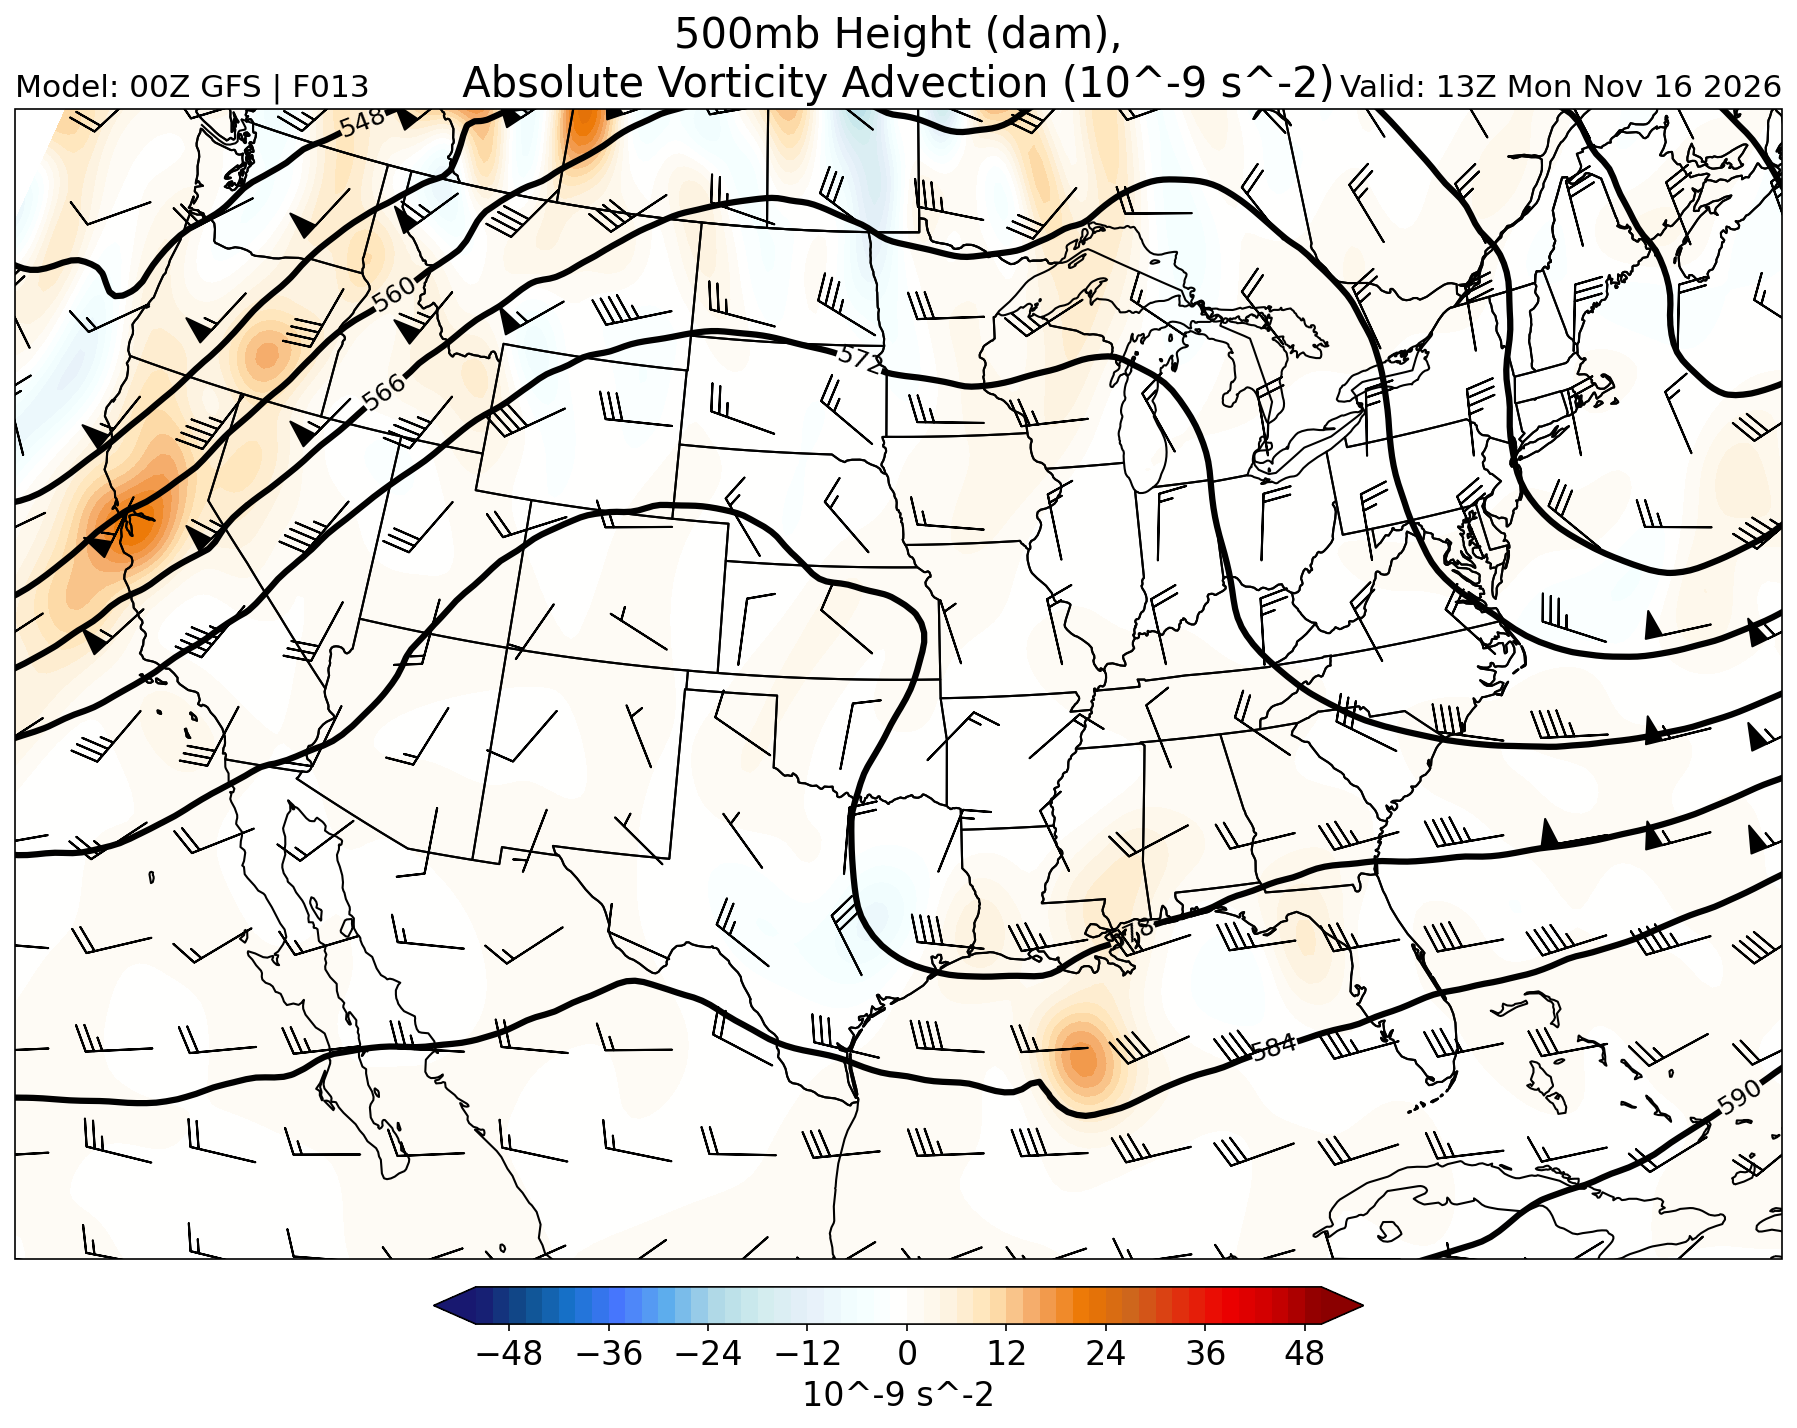 500mb Height (dam),
Model: 00Z GFS | F013
Absolute Vorticity Advection (10^-9 s^-2)
Valid: 13Z Mon Nov 16 2026
548
560
566
572
578
584
590
−48 −36 −24 −12 0 12 24 36 48
10^-9 s^-2